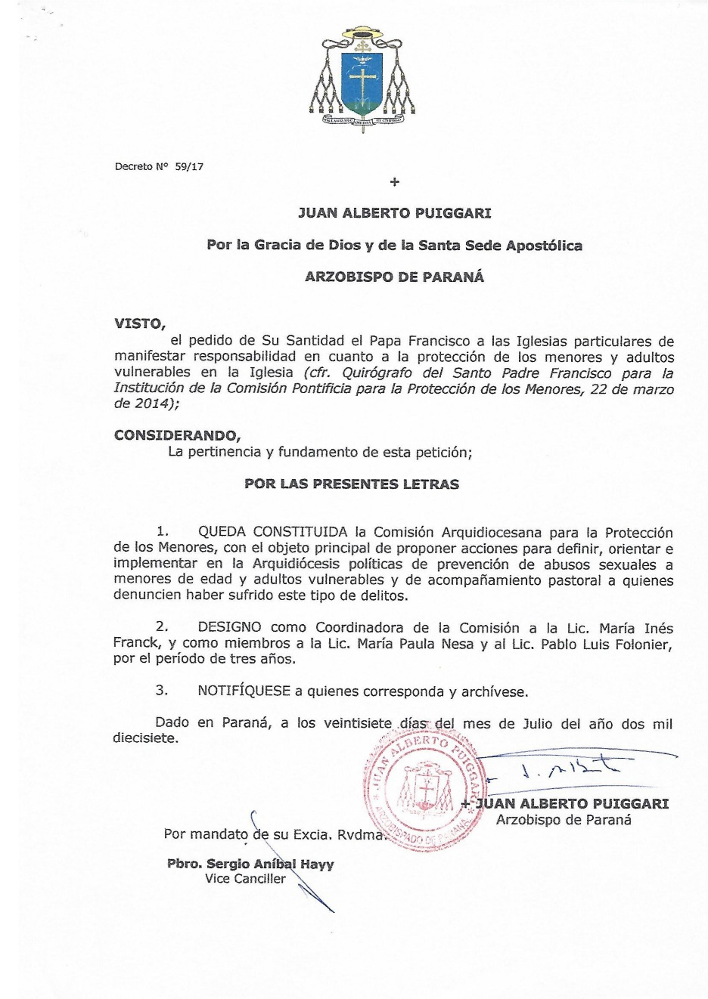 Decreto Nº 59/17
+
JUAN ALBERTO PUIGGARI
Por la Gracia de Dios y de la Santa Sede Apostólica
ARZOBISPO DE PARANÁ
VISTO,
el pedido de Su Santidad el Papa Francisco a las Iglesias particulares de
manifestar responsabilidad en cuanto a la protección de los menores y adultos
vulnerables en la Iglesia (cfr. Quirógrafo del Santo Padre Francisco para la
Institución de la Comisión Pontificia para la Protección de los Menores, 22 de marzo
de 2014);
CONSIDERANDO,
La pertinencia y fundamento de esta petición;
POR LAS PRESENTES LETRAS
1. QUEDA CONSTITUIDA la Comisión Arquidiocesana para la Protección
de los Menores, con el objeto principal de proponer acciones para definir, orientar e
implementar en la Arquidiócesis políticas de prevención de abusos sexuales a
menores de edad y adultos vulnerables y de acompañamiento pastoral a quienes
denuncien haber sufrido este tipo de delitos.
2. DESIGNO como Coordinadora de la Comisión a la Lic. María Inés
Franck, y como miembros a la Lic. María Paula Nesa y al Lic. Pablo Luis Folonier,
por el período de tres años.
3. NOTIFÍQUESE a quienes corresponda y archívese.
Dado en Paraná, a los veintisiete días del mes de Julio del año dos mil
diecisiete.
JUAN ALBERTO PUIGGARI
ARZOBISPADO DE PARANÁ
+ JUAN ALBERTO PUIGGARI
Arzobispo de Paraná
Por mandato de su Excia. Rvdma.
Pbro. Sergio Aníbal Hayy
Vice Canciller